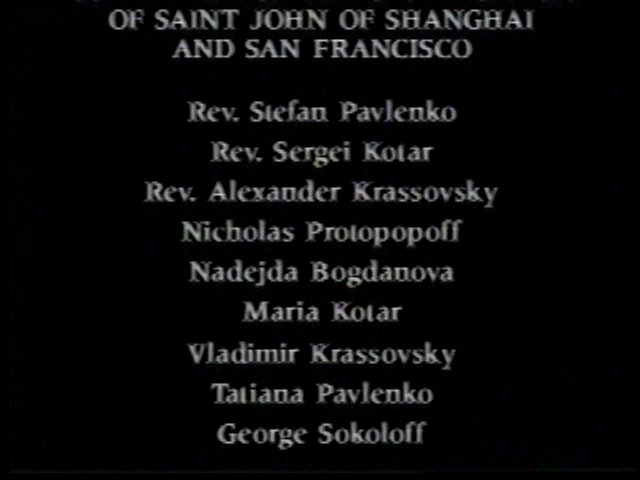 OF SAINT JOHN OF SHANGHAI
AND SAN FRANCISCO
Rev. Stefan Pavlenko
Rev. Sergei Kotar
Rev. Alexander Krassovsky
Nicholas Protopopoff
Nadejda Bogdanova
Maria Kotar
Vladimir Krassovsky
Tatiana Pavlenko
George Sokoloff